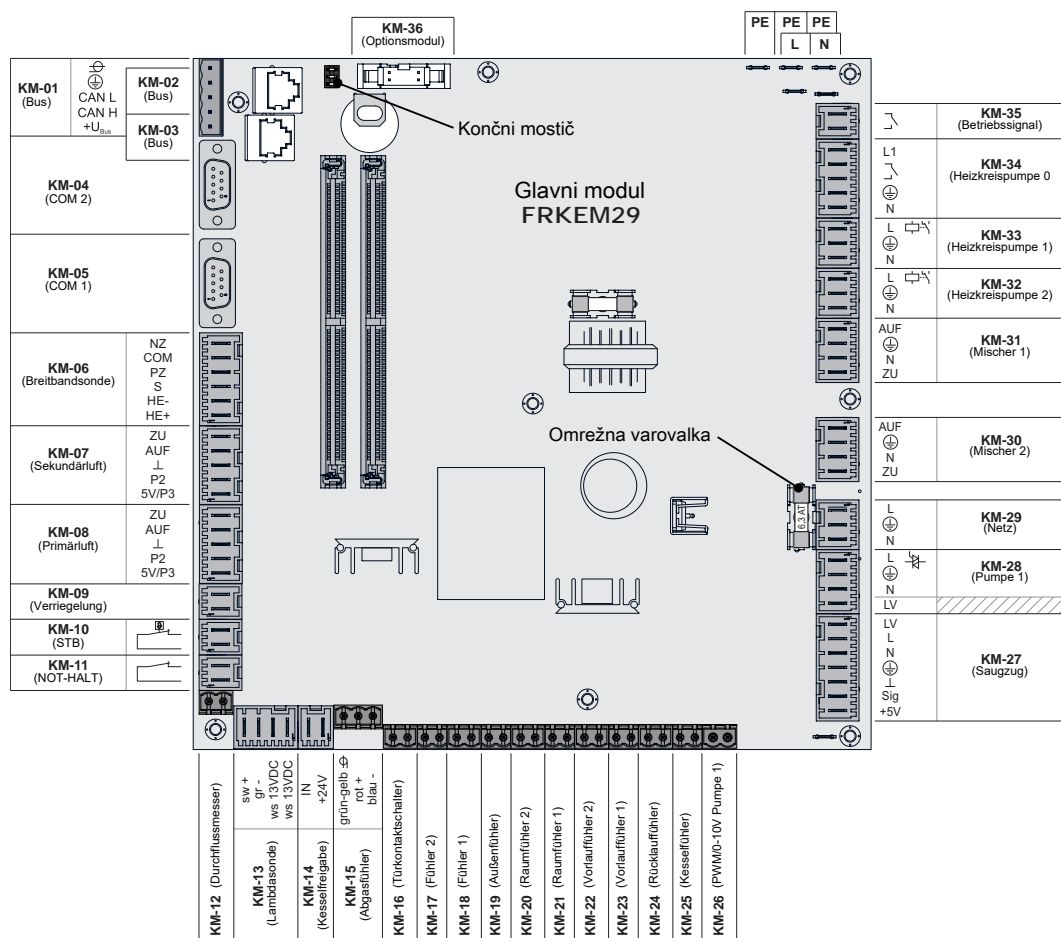 KM-36
(Optionsmodul)
PE PE PE
L N
KM-01
(Bus)
CAN L
CAN H
+U Bus
KM-02
(Bus)
KM-03
(Bus)
KM-04
(COM 2)
KM-05
(COM 1)
KM-06
(Breitbandsonde)
NZ
COM
PZ
S
HE-
HE+
KM-07
(Sekundärluft)
ZU
AUF
⊥
P2
5V/P3
KM-08
(Primärluft)
ZU
AUF
⊥
P2
5V/P3
KM-09
(Verriegelung)
KM-10
(STB)
KM-11
(NOT-HALT)
Končni mostič
Glavni modul
FRKEM29
Omrežna varovalka
6,3 AT
KM-35
(Betriebssignal)
L1
N
KM-34
(Heizkreispumpe 0
L
N
KM-33
(Heizkreispumpe 1)
L
N
KM-32
(Heizkreispumpe 2)
AUF
N
ZU
KM-31
(Mischer 1)
AUF
N
ZU
KM-30
(Mischer 2)
L
N
KM-29
(Netz)
L
N
LV
KM-28
(Pumpe 1)
LV
L
N
⊥
Sig
+5V
KM-27
(Saugzug)
KM-12 (Durchflussmesser)
sw +
gr -
ws 13VDC
ws 13VDC
KM-13
(Lambdasonde)
IN
+24V
KM-14
(Kesselfreigabe)
grün-gelb
rot +
blau -
KM-15
(Abgasfühler)
KM-16 (Türkontaktschalter)
KM-17 (Fühler 2)
KM-18 (Fühler 1)
KM-19 (Außenfühler)
KM-20 (Raumfühler 2)
KM-21 (Raumfühler 1)
KM-22 (Vorlauffühler 2)
KM-23 (Vorlauffühler 1)
KM-24 (Rücklauffühler)
KM-25 (Kesselfühler)
KM-26 (PWM/0-10V Pumpe 1)